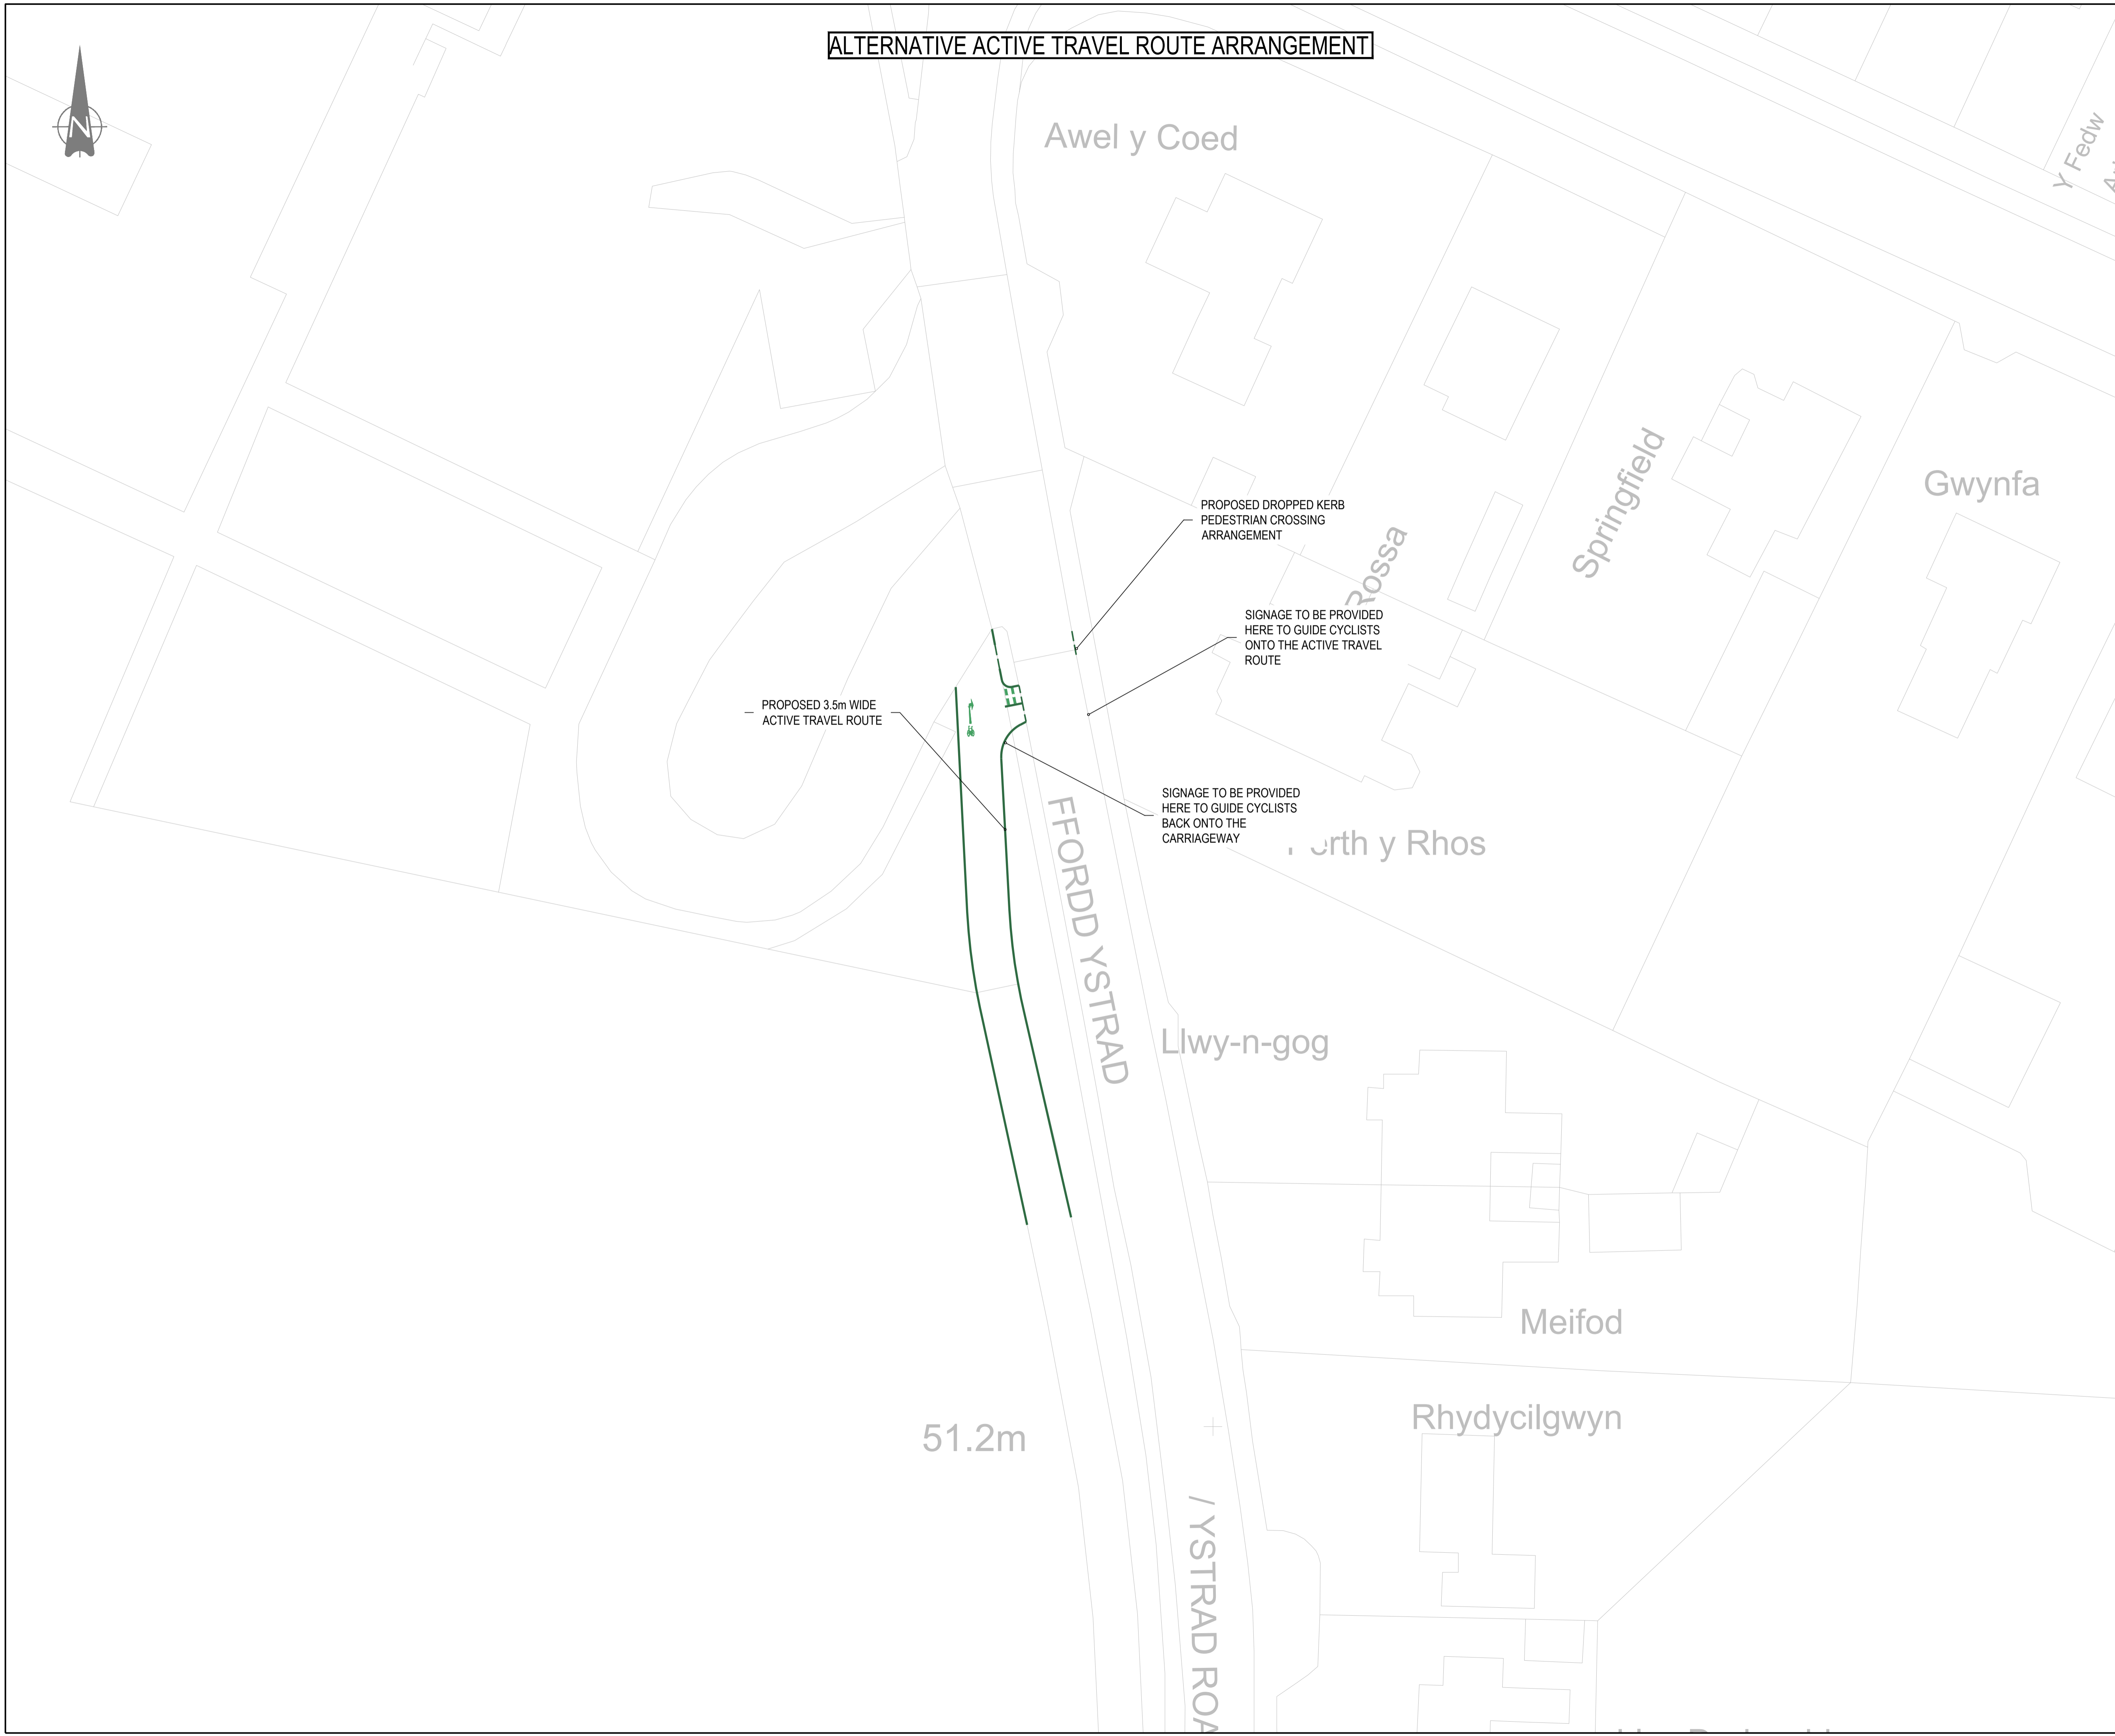 ALTERNATIVE ACTIVE TRAVEL ROUTE ARRANGEMENT
N
Awel y Coed
Y Fedw
Springfield
Gwynfa
PROPOSED DROPPED KERB
PEDESTRIAN CROSSING
ARRANGEMENT
Rossa
SIGNAGE TO BE PROVIDED
HERE TO GUIDE CYCLISTS
ONTO THE ACTIVE TRAVEL
ROUTE
PROPOSED 3.5m WIDE
ACTIVE TRAVEL ROUTE
SIGNAGE TO BE PROVIDED
HERE TO GUIDE CYCLISTS
BACK ONTO THE
CARRIAGEWAY
y Rhos
FFORDD YSTRAD
Llwy-n-gog
Meifod
Rhydycilgwyn
51.2m
/ YSTRAD ROA